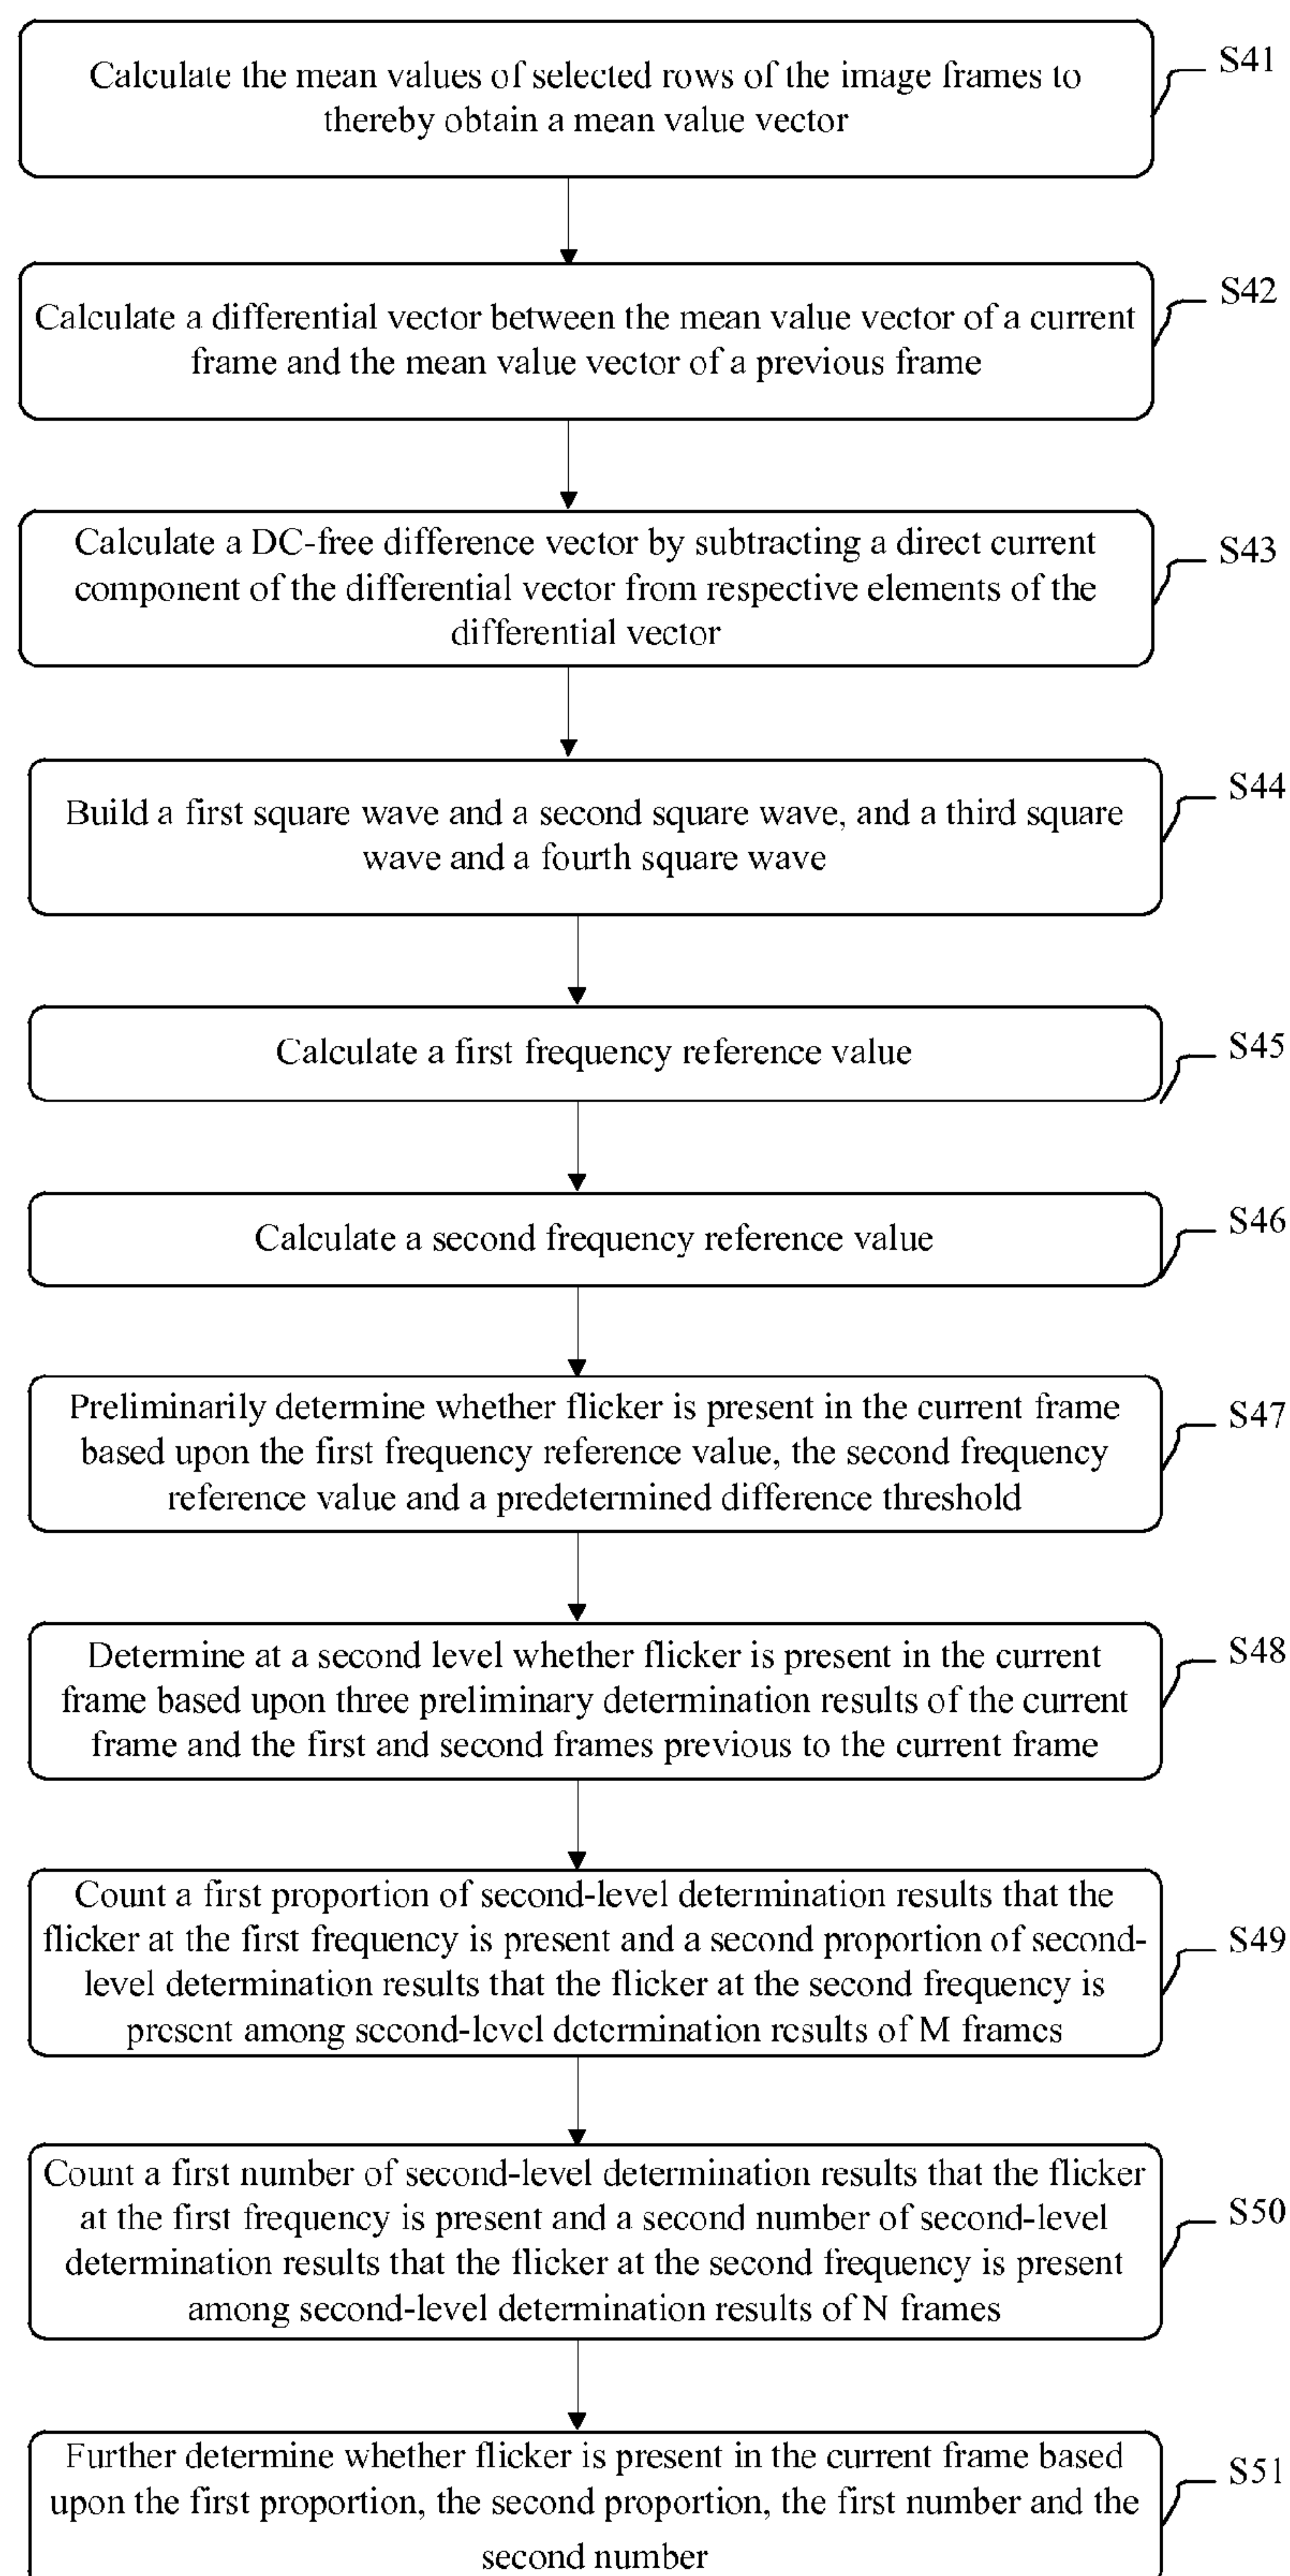 Calculate the mean values of selected rows of the image frames to
thereby obtain a mean value vector
S41
Calculate a differential vector between the mean value vector of a current
frame and the mean value vector of a previous frame
S42
Calculate a DC-free difference vector by subtracting a direct current
component of the differential vector from respective elements of the
differential vector
S43
Build a first square wave and a second square wave, and a third square
wave and a fourth square wave
S44
Calculate a first frequency reference value
S45
Calculate a second frequency reference value
S46
Preliminarily determine whether flicker is present in the current frame
based upon the first frequency reference value, the second frequency
reference value and a predetermined difference threshold
S47
Determine at a second level whether flicker is present in the current
frame based upon three preliminary determination results of the current
frame and the first and second frames previous to the current frame
S48
Count a first proportion of second-level determination results that the
flicker at the first frequency is present and a second proportion of second-
level determination results that the flicker at the second frequency is
present among second-level determination results of M frames
S49
Count a first number of second-level determination results that the flicker
at the first frequency is present and a second number of second-level
determination results that the flicker at the second frequency is present
among second-level determination results of N frames
S50
Further determine whether flicker is present in the current frame based
upon the first proportion, the second proportion, the first number and the
second number
S51